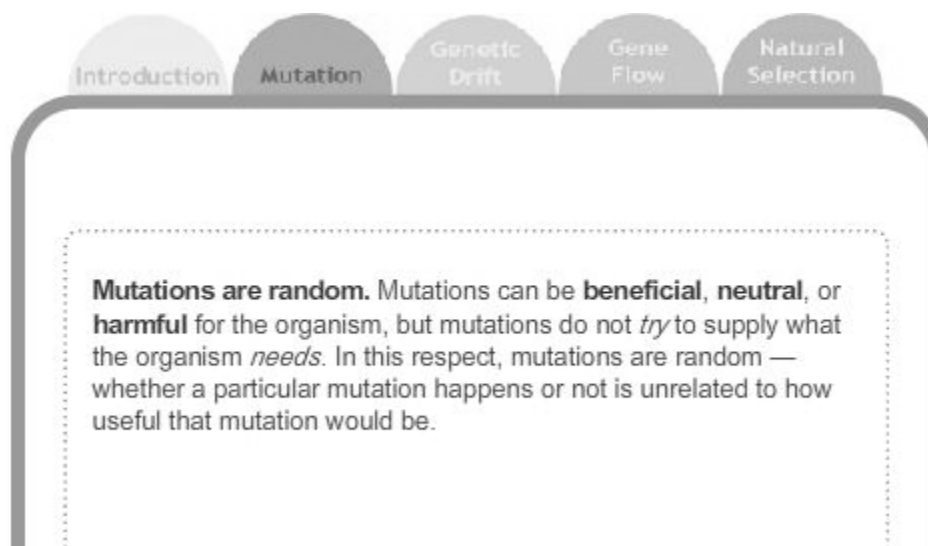 Introduction
Mutation
Genetic
Drift
Gene
Flow
Natural
Selection
Mutations are random. Mutations can be beneficial, neutral, or
harmful for the organism, but mutations do not try to supply what
the organism needs. In this respect, mutations are random —
whether a particular mutation happens or not is unrelated to how
useful that mutation would be.